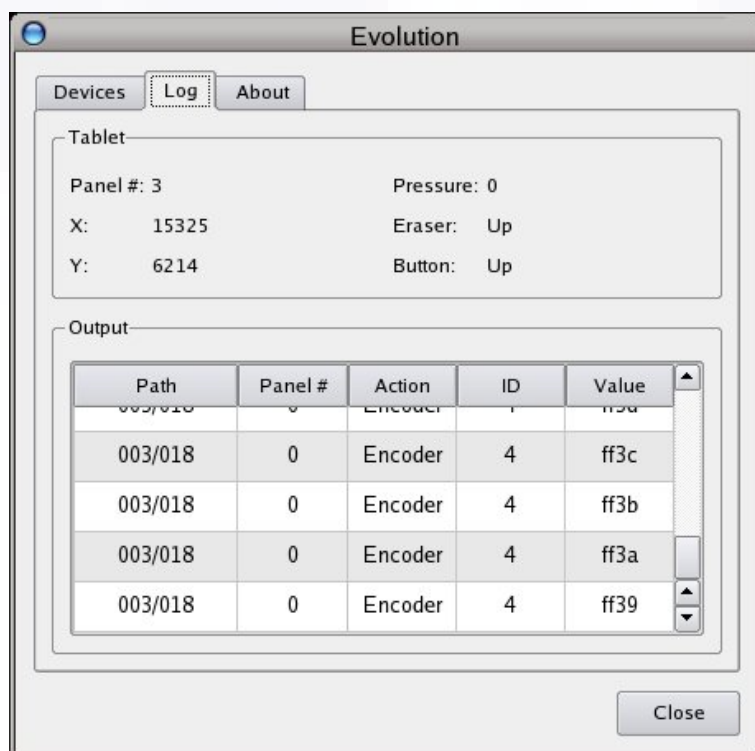 Evolution
Devices Log About
Tablet
Panel #: 3 Pressure: 0
X: 15325 Eraser: Up
Y: 6214 Button: Up
Output
Path Panel # Action ID Value
003/018 0 Encoder 4 ff3c
003/018 0 Encoder 4 ff3b
003/018 0 Encoder 4 ff3a
003/018 0 Encoder 4 ff39
Close